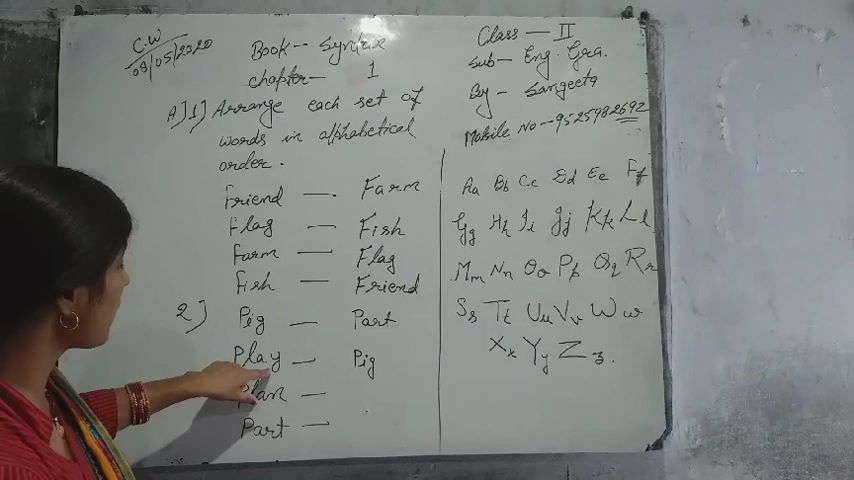 C.W
08/05/2020
Book-- Syntax
chapter— 1
A] 1] Arrange each set of
words in alphabetical
order.
Friend — Farm
Flag — Fish
Farm — Flag
Fish — Friend
2] Pig — Part
Play — Pig
Plan —
Part —
Class — II
Sub— Eng. Gra.
By - Sangeeta
Mobile No -9525982692
Aa Bb Cc Dd Ee Ff
Gg Hh Ii Jj Kk Ll
Mm Nn Oo Pp Qq Rr
Ss Tt Uu Vv Ww
Xx Yy Zz.